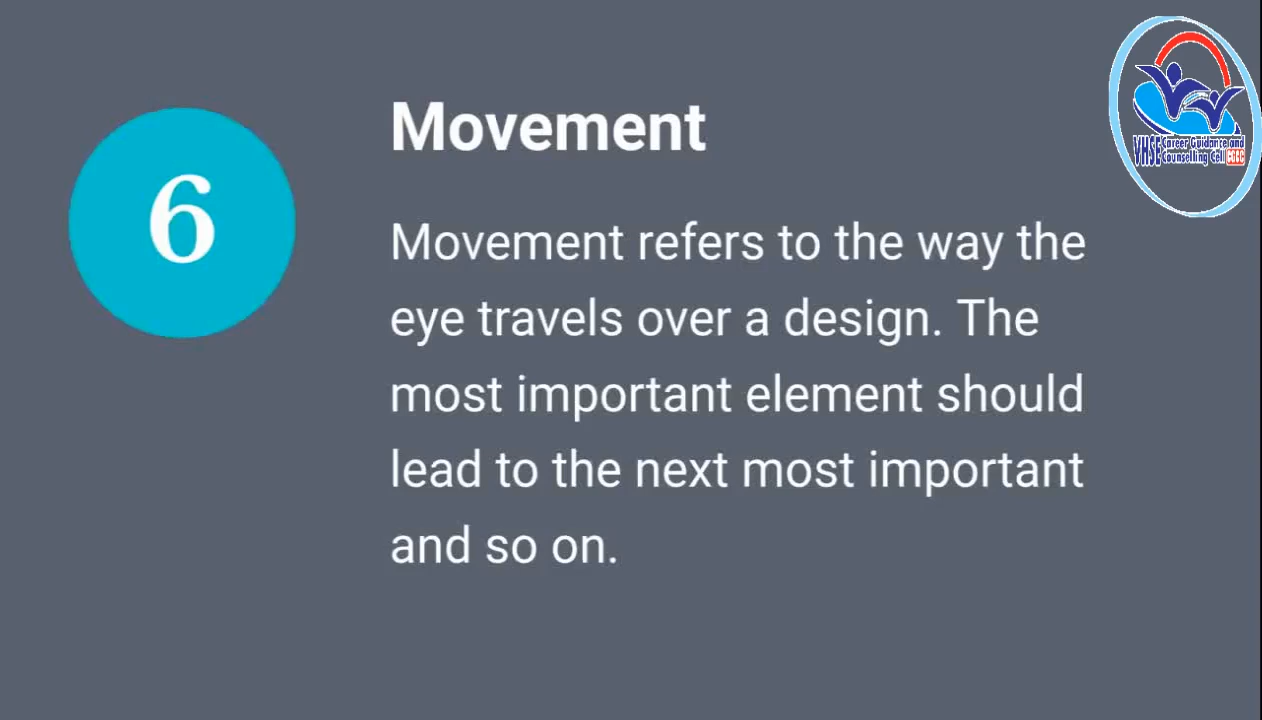 6
Movement
Movement refers to the way the
eye travels over a design. The
most important element should
lead to the next most important
and so on.
VHSE Career Guidance and
Counselling Cell CGCC